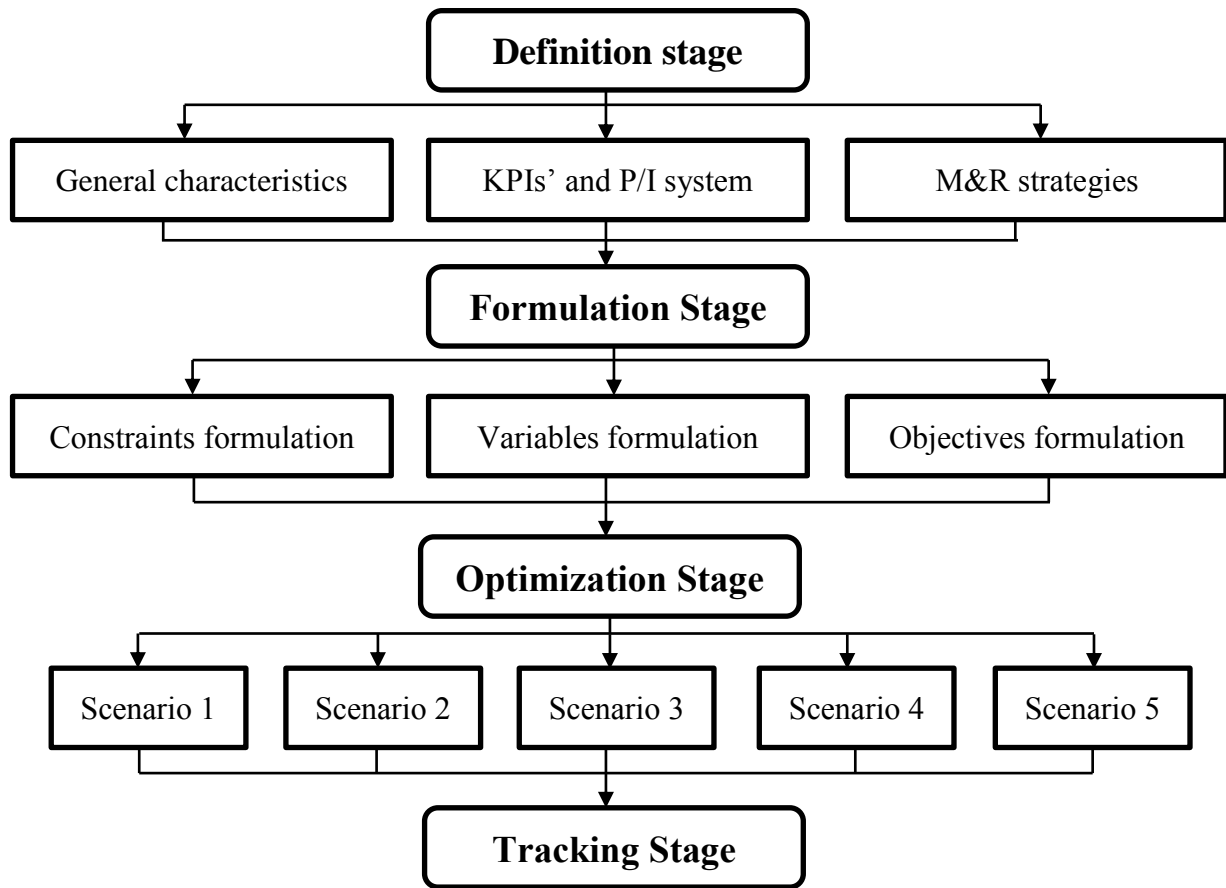 Definition stage
General characteristics
KPIs’ and P/I system
M&R strategies
Formulation Stage
Constraints formulation
Variables formulation
Objectives formulation
Optimization Stage
Scenario 1
Scenario 2
Scenario 3
Scenario 4
Scenario 5
Tracking Stage